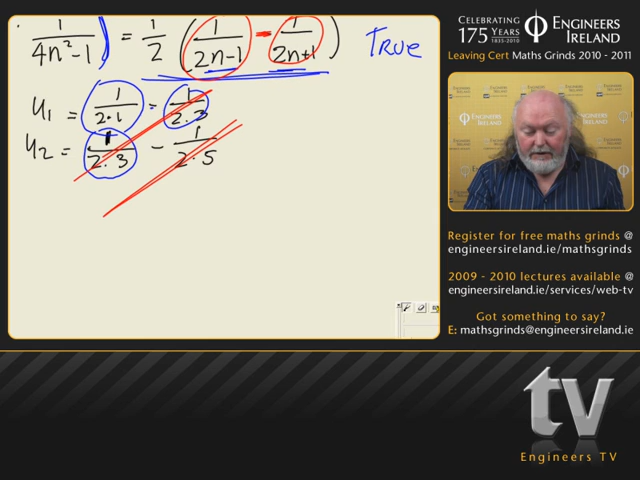 1/(4n²-1) = 1/2 (1/(2n-1) - 1/(2n+1)) TRUE
u₁ = 1/(2·1) - 1/(2·3)
u₂ = 1/(2·3) - 1/(2·5)
CELEBRATING
175 YEARS
1835-2010
ENGINEERS
IRELAND
Leaving Cert Maths Grinds 2010 - 2011
Register for free maths grinds @
engineersireland.ie/mathsgrinds
2009 - 2010 lectures available @
engineersireland.ie/services/web-tv
Got something to say?
E: mathsgrinds@engineersireland.ie
tv
Engineers TV